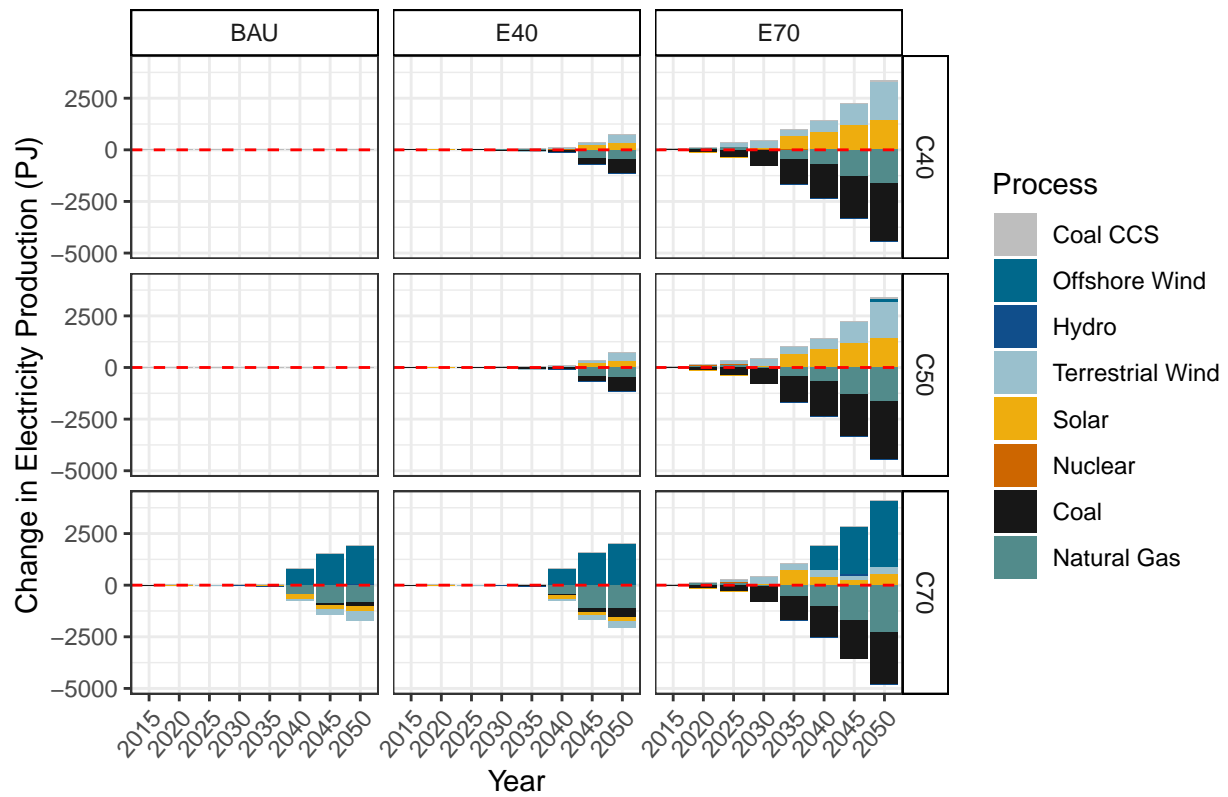 BAU E40 E70
Change in Electricity Production (PJ)
2500
0
−2500
−5000
C40
2500
0
−2500
−5000
C50
2500
0
−2500
−5000
C70
2015 2020 2025 2030 2035 2040 2045 2050 2015 2020 2025 2030 2035 2040 2045 2050 2015 2020 2025 2030 2035 2040 2045 2050
Year
Process
Coal CCS
Offshore Wind
Hydro
Terrestrial Wind
Solar
Nuclear
Coal
Natural Gas